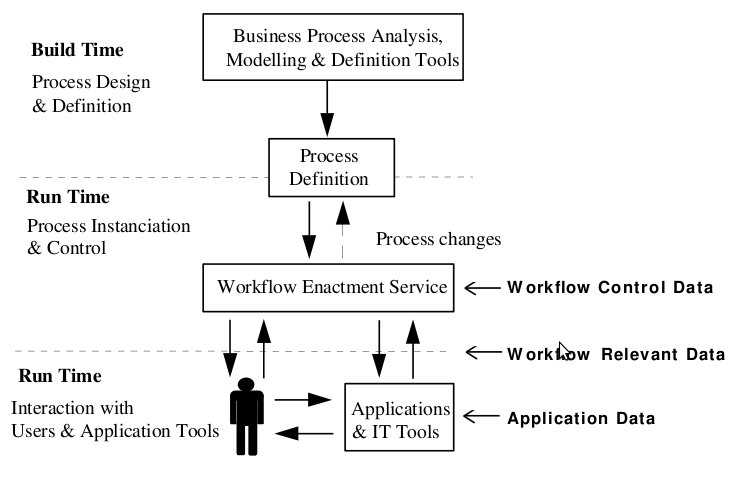 Build Time
Process Design
& Definition
Business Process Analysis,
Modelling & Definition Tools
Process
Definition
Run Time
Process Instanciation
& Control
Process changes
Workflow Enactment Service
Workflow Control Data
Workflow Relevant Data
Run Time
Interaction with
Users & Application Tools
Applications
& IT Tools
Application Data